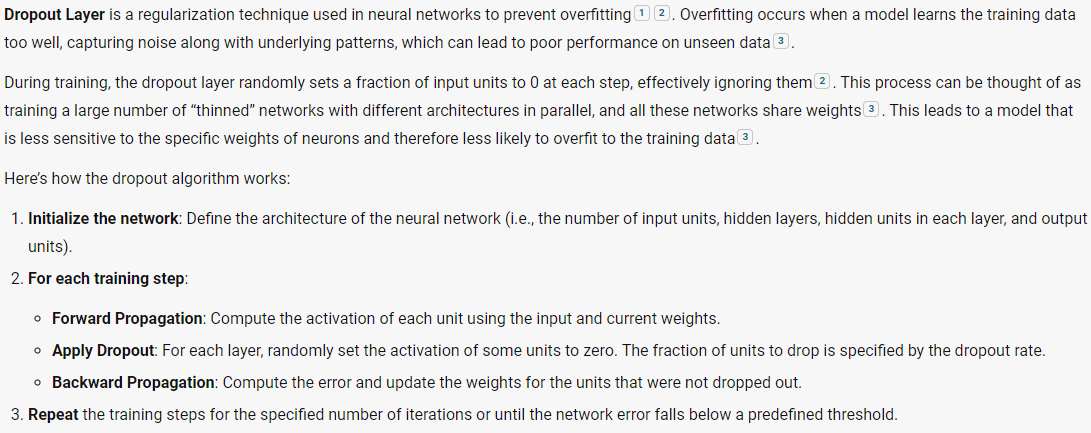 Dropout Layer is a regularization technique used in neural networks to prevent overfitting 1 2 . Overfitting occurs when a model learns the training data
too well, capturing noise along with underlying patterns, which can lead to poor performance on unseen data 3 .
During training, the dropout layer randomly sets a fraction of input units to 0 at each step, effectively ignoring them 2 . This process can be thought of as
training a large number of “thinned” networks with different architectures in parallel, and all these networks share weights 3 . This leads to a model that
is less sensitive to the specific weights of neurons and therefore less likely to overfit to the training data 3 .
Here’s how the dropout algorithm works:
1. Initialize the network: Define the architecture of the neural network (i.e., the number of input units, hidden layers, hidden units in each layer, and output
units).
2. For each training step:
○ Forward Propagation: Compute the activation of each unit using the input and current weights.
○ Apply Dropout: For each layer, randomly set the activation of some units to zero. The fraction of units to drop is specified by the dropout rate.
○ Backward Propagation: Compute the error and update the weights for the units that were not dropped out.
3. Repeat the training steps for the specified number of iterations or until the network error falls below a predefined threshold.